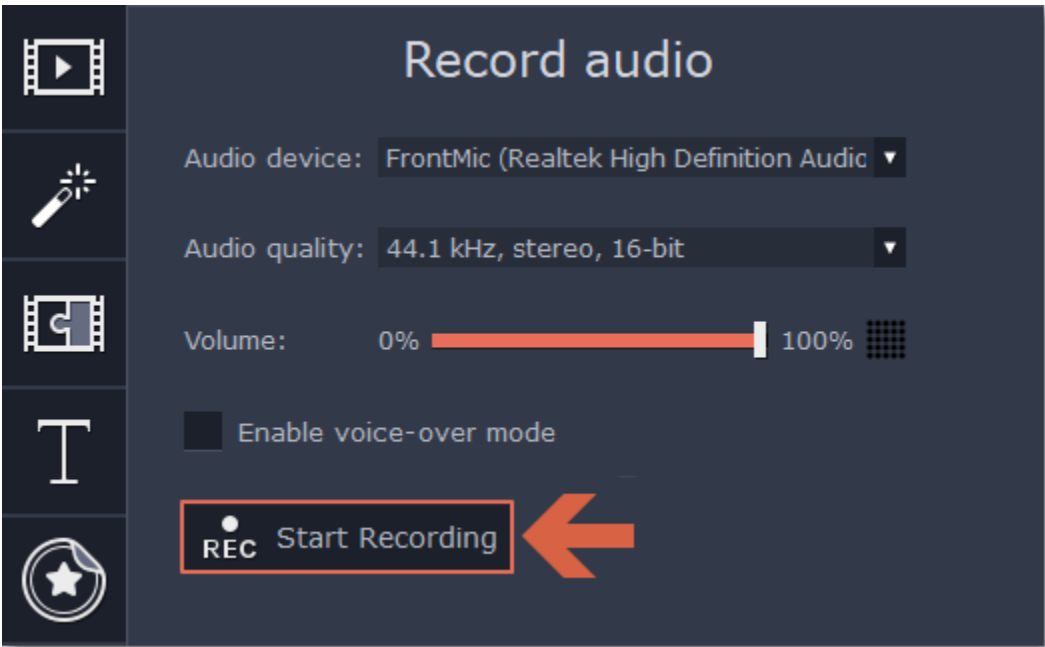 Record audio
Audio device: FrontMic (Realtek High Definition Audic
Audio quality: 44.1 kHz, stereo, 16-bit
Volume: 0% 100%
Enable voice-over mode
REC Start Recording
T